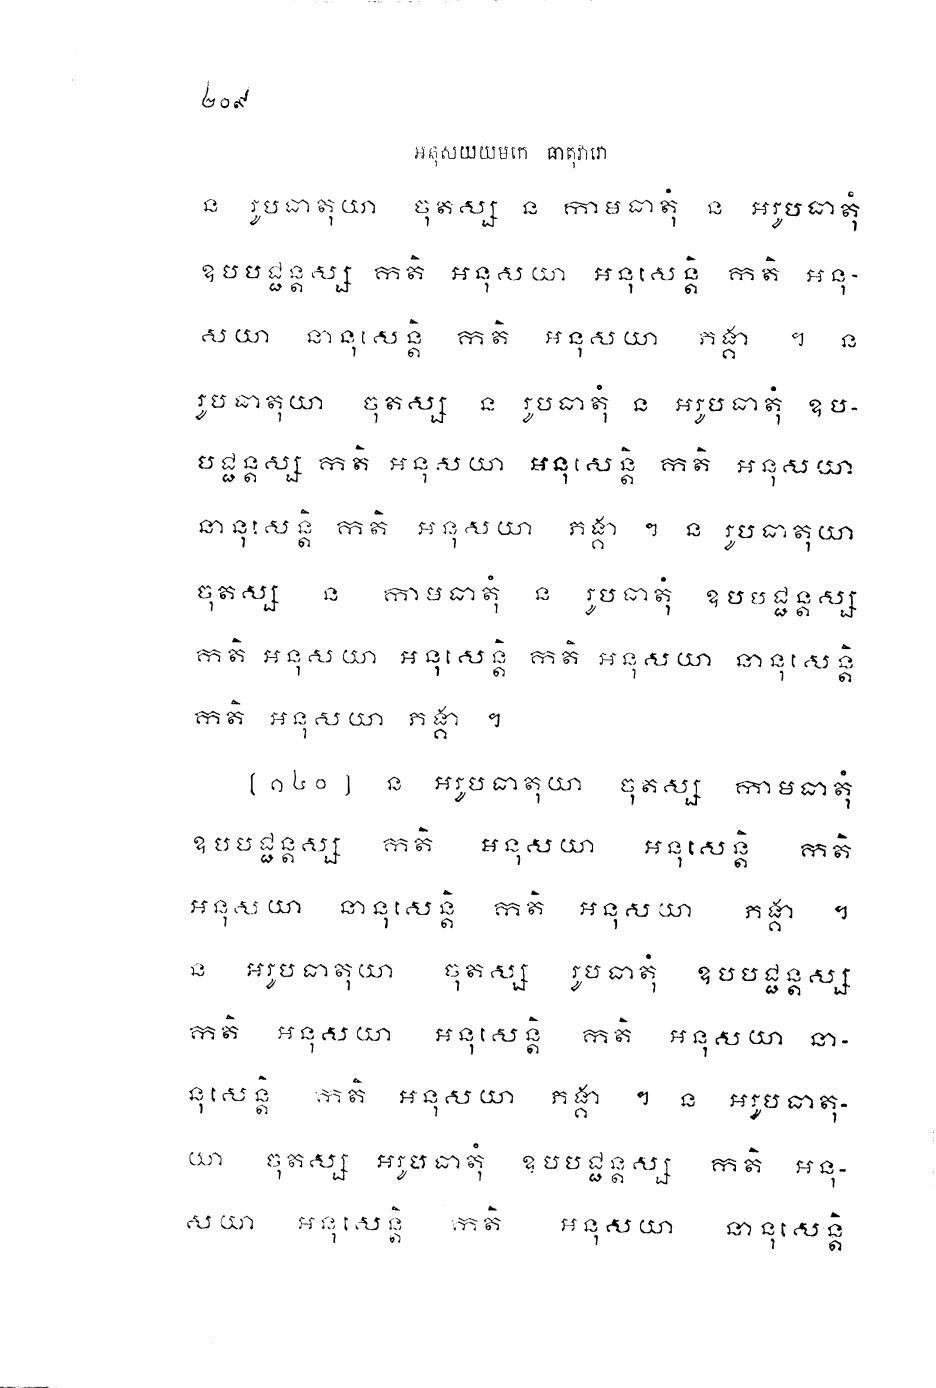 ២០៩
អនុសយយមកេ ធាតុវារោ
ន រូបធាតុយា ចុតស្ស ន កាមធាតុំ ន អរូបធាតុំ
ឧបបជ្ជន្តស្ស កតិ អនុសយា អនុសេន្តិ កតិ អនុ-
សយា នានុសេន្តិ កតិ អនុសយា ភង្គា ។ ន
រូបធាតុយា ចុតស្ស ន រូបធាតុំ ន អរូបធាតុំ ឧប-
បជ្ជន្តស្ស កតិ អនុសយា អនុសេន្តិ កតិ អនុសយា
នានុសេន្តិ កតិ អនុសយា ភង្គា ។ ន រូបធាតុយា
ចុតស្ស ន កាមធាតុំ ន រូបធាតុំ ឧបបជ្ជន្តស្ស
កតិ អនុសយា អនុសេន្តិ កតិ អនុសយា នានុសេន្តិ
កតិ អនុសយា ភង្គា ។
[១៤០] ន អរូបធាតុយា ចុតស្ស កាមធាតុំ
ឧបបជ្ជន្តស្ស កតិ អនុសយា អនុសេន្តិ កតិ
អនុសយា នានុសេន្តិ កតិ អនុសយា ភង្គា ។
ន អរូបធាតុយា ចុតស្ស រូបធាតុំ ឧបបជ្ជន្តស្ស
កតិ អនុសយា អនុសេន្តិ កតិ អនុសយា នា-
នុសេន្តិ កតិ អនុសយា ភង្គា ។ ន អរូបធាតុ-
យា ចុតស្ស អរូបធាតុំ ឧបបជ្ជន្តស្ស កតិ អនុ-
សយា អនុសេន្តិ កតិ អនុសយា នានុសេន្តិ